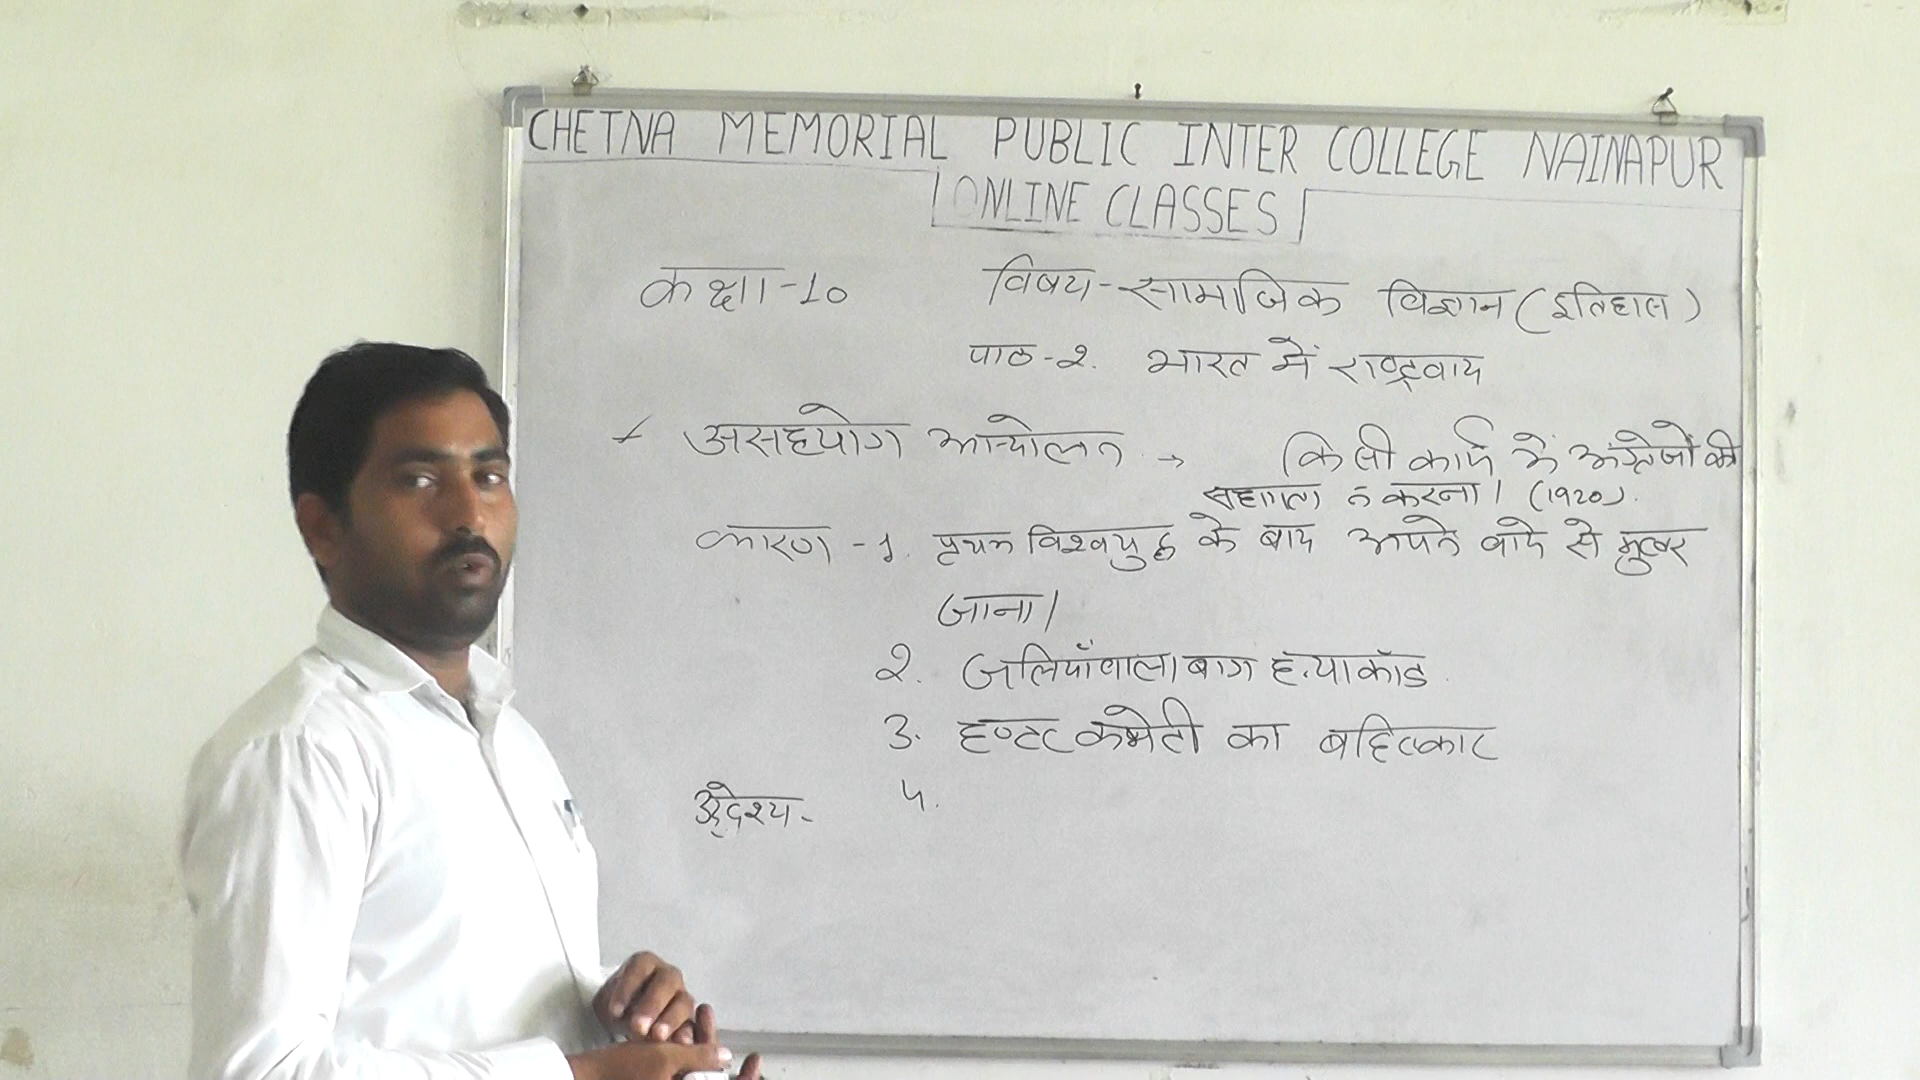 CHETNA MEMORIAL PUBLIC INTER COLLEGE NAINAPUR
ONLINE CLASSES
कक्षा-10 विषय-सामाजिक विज्ञान (इतिहास)
पाठ-2. भारत में राष्ट्रवाद
असहयोग आन्दोलन → किसी कार्य में अंग्रेजों की
सहायता न करना। (1920).
कारण -1. प्रथम विश्वयुद्ध के बाद अपने वादे से मुकर
जाना।
2. जलियाँवाला बाग हत्याकाँड.
3. हण्टर कमेटी का बहिष्कार
उद्देश्य- 4.